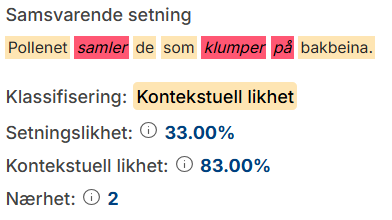 Samsvarende setning
Pollenet samler de som klumper på bakbeina.
Klassifisering: Kontekstuell likhet
Setningslikhet: 33.00%
Kontekstuell likhet: 83.00%
Nærhet: 2